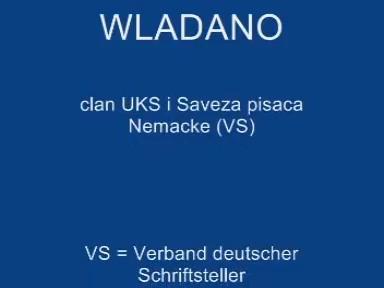 WLADANO
clan UKS i Saveza pisaca
Nemacke (VS)
VS = Verband deutscher
Schriftsteller